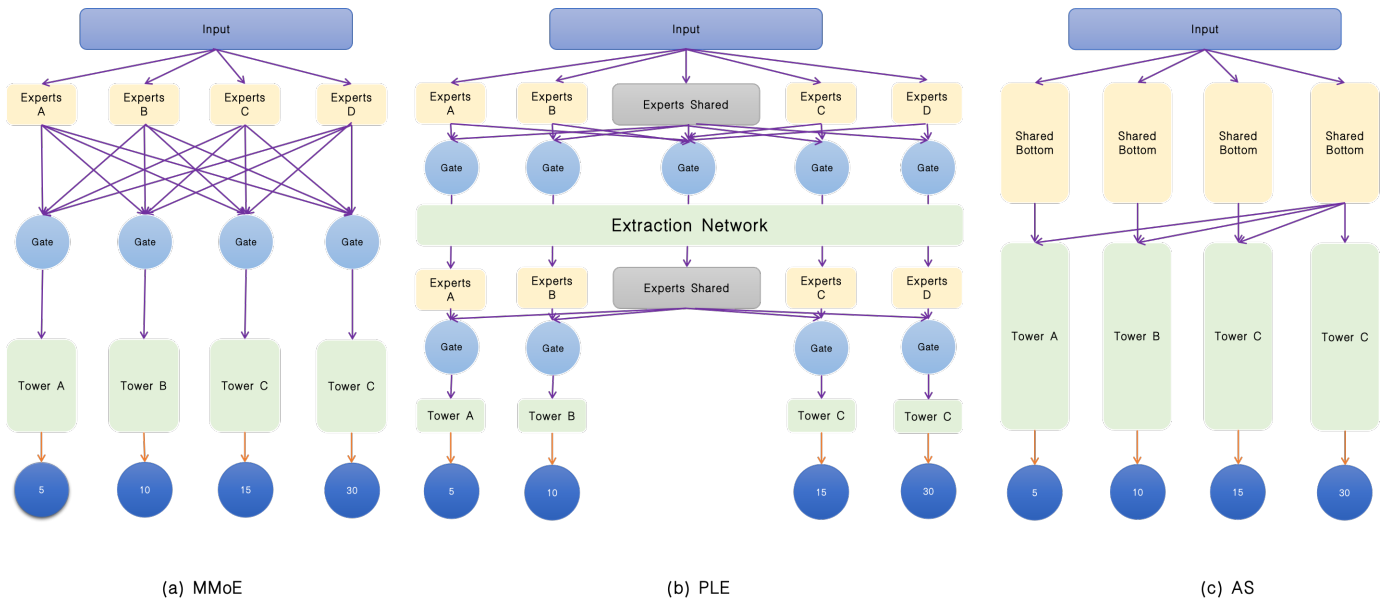 Input
Experts
A
Experts
B
Experts
C
Experts
D
Gate
Gate
Gate
Gate
Tower A
Tower B
Tower C
Tower C
5
10
15
30
(a) MMoE
Input
Experts
A
Experts
B
Experts Shared
Experts
C
Experts
D
Gate
Gate
Gate
Gate
Gate
Extraction Network
Experts
A
Experts
B
Experts Shared
Experts
C
Experts
D
Gate
Gate
Gate
Gate
Tower A
Tower B
Tower C
Tower C
5
10
15
30
(b) PLE
Input
Shared
Bottom
Shared
Bottom
Shared
Bottom
Shared
Bottom
Tower A
Tower B
Tower C
Tower C
5
10
15
30
(c) AS